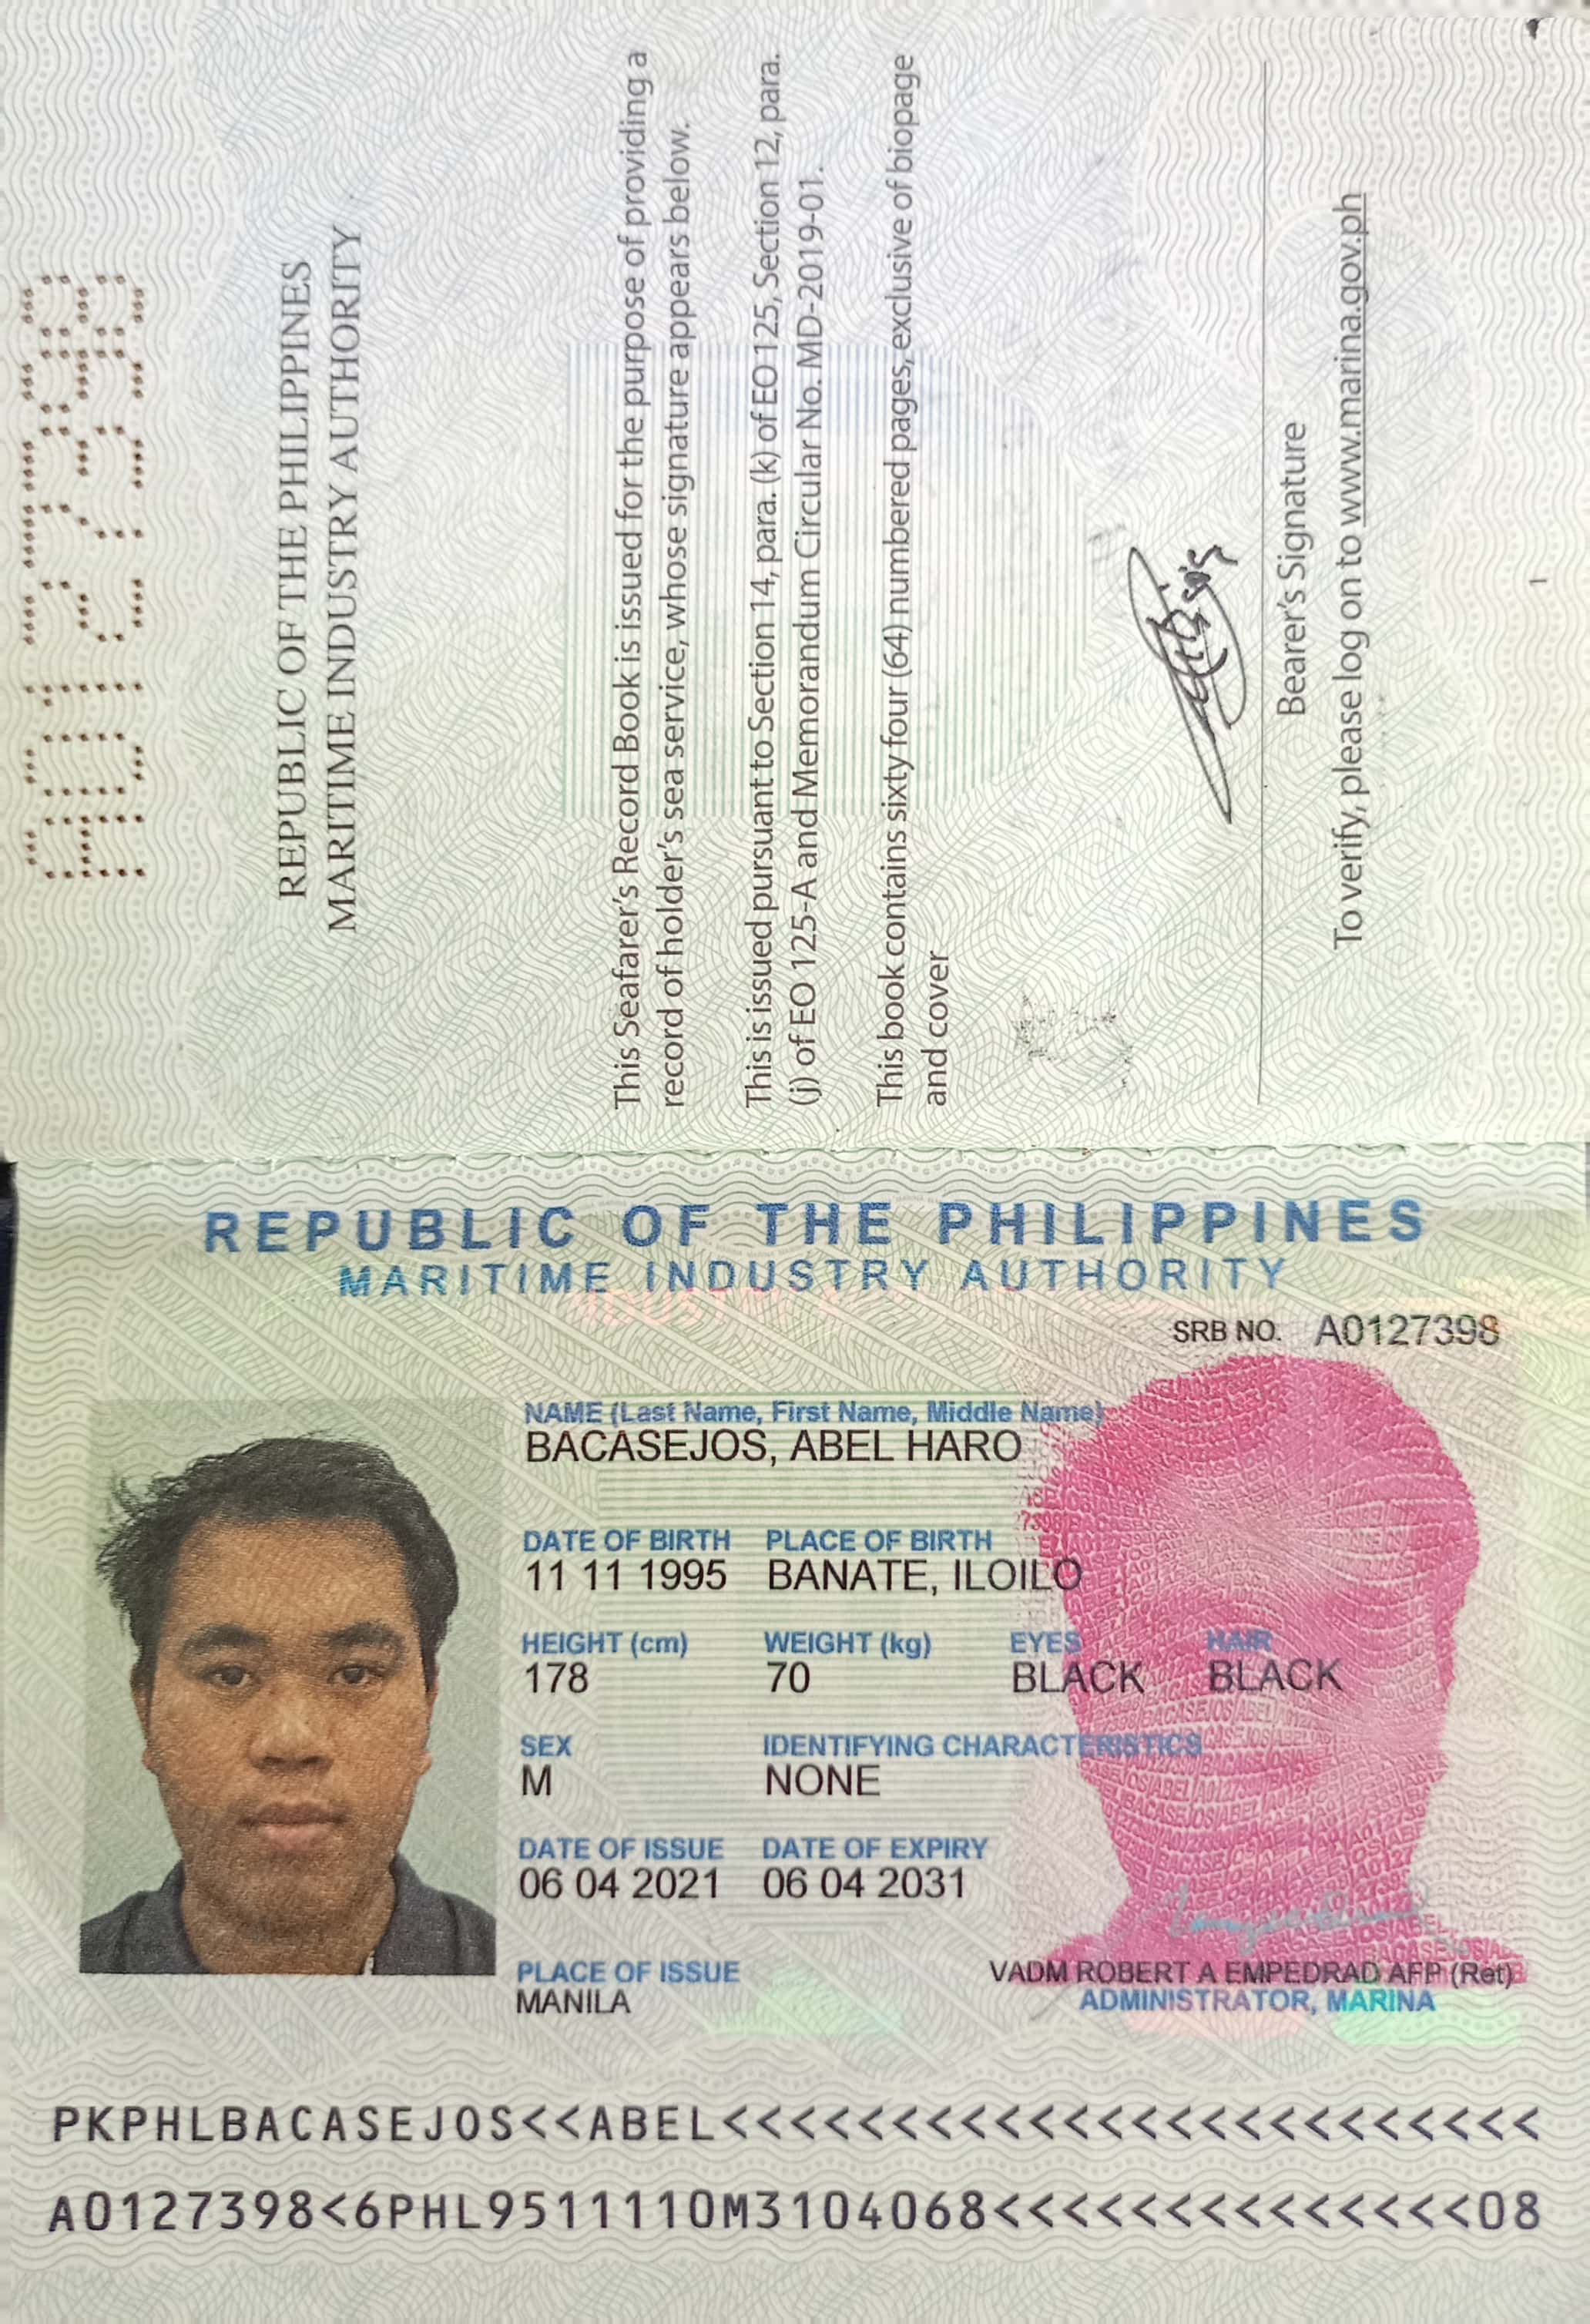 A0127398
REPUBLIC OF THE PHILIPPINES
MARITIME INDUSTRY AUTHORITY
This Seafarer's Record Book is issued for the purpose of providing a
record of holder's sea service, whose signature appears below.
This is issued pursuant to Section 14, para. (k) of EO125, Section 12, para.
(j) of EO 125-A and Memorandum Circular No. MD-2019-01.
This book contains sixty four (64) numbered pages, exclusive of biopage
and cover
Bearer's Signature
To verify, please log on to www.marina.gov.ph
1
REPUBLIC OF THE PHILIPPINES
MARITIME INDUSTRY AUTHORITY
SRB NO. A0127398
NAME (Last Name, First Name, Middle Name)
BACASEJOS, ABEL HARO
DATE OF BIRTH PLACE OF BIRTH
11 11 1995 BANATE, ILOILO
HEIGHT (cm) WEIGHT (kg) EYES HAIR
178 70 BLACK BLACK
SEX IDENTIFYING CHARACTERISTICS
M NONE
DATE OF ISSUE DATE OF EXPIRY
06 04 2021 06 04 2031
PLACE OF ISSUE
MANILA
VADM ROBERT A EMPEDRAD AFP (Ret)
ADMINISTRATOR, MARINA
PKPHLBACASEJOS<<ABEL<<<<<<<<<<<<<<<<<<<<<<<<
A0127398<6PHL9511110M3104068<<<<<<<<<<<<<<08